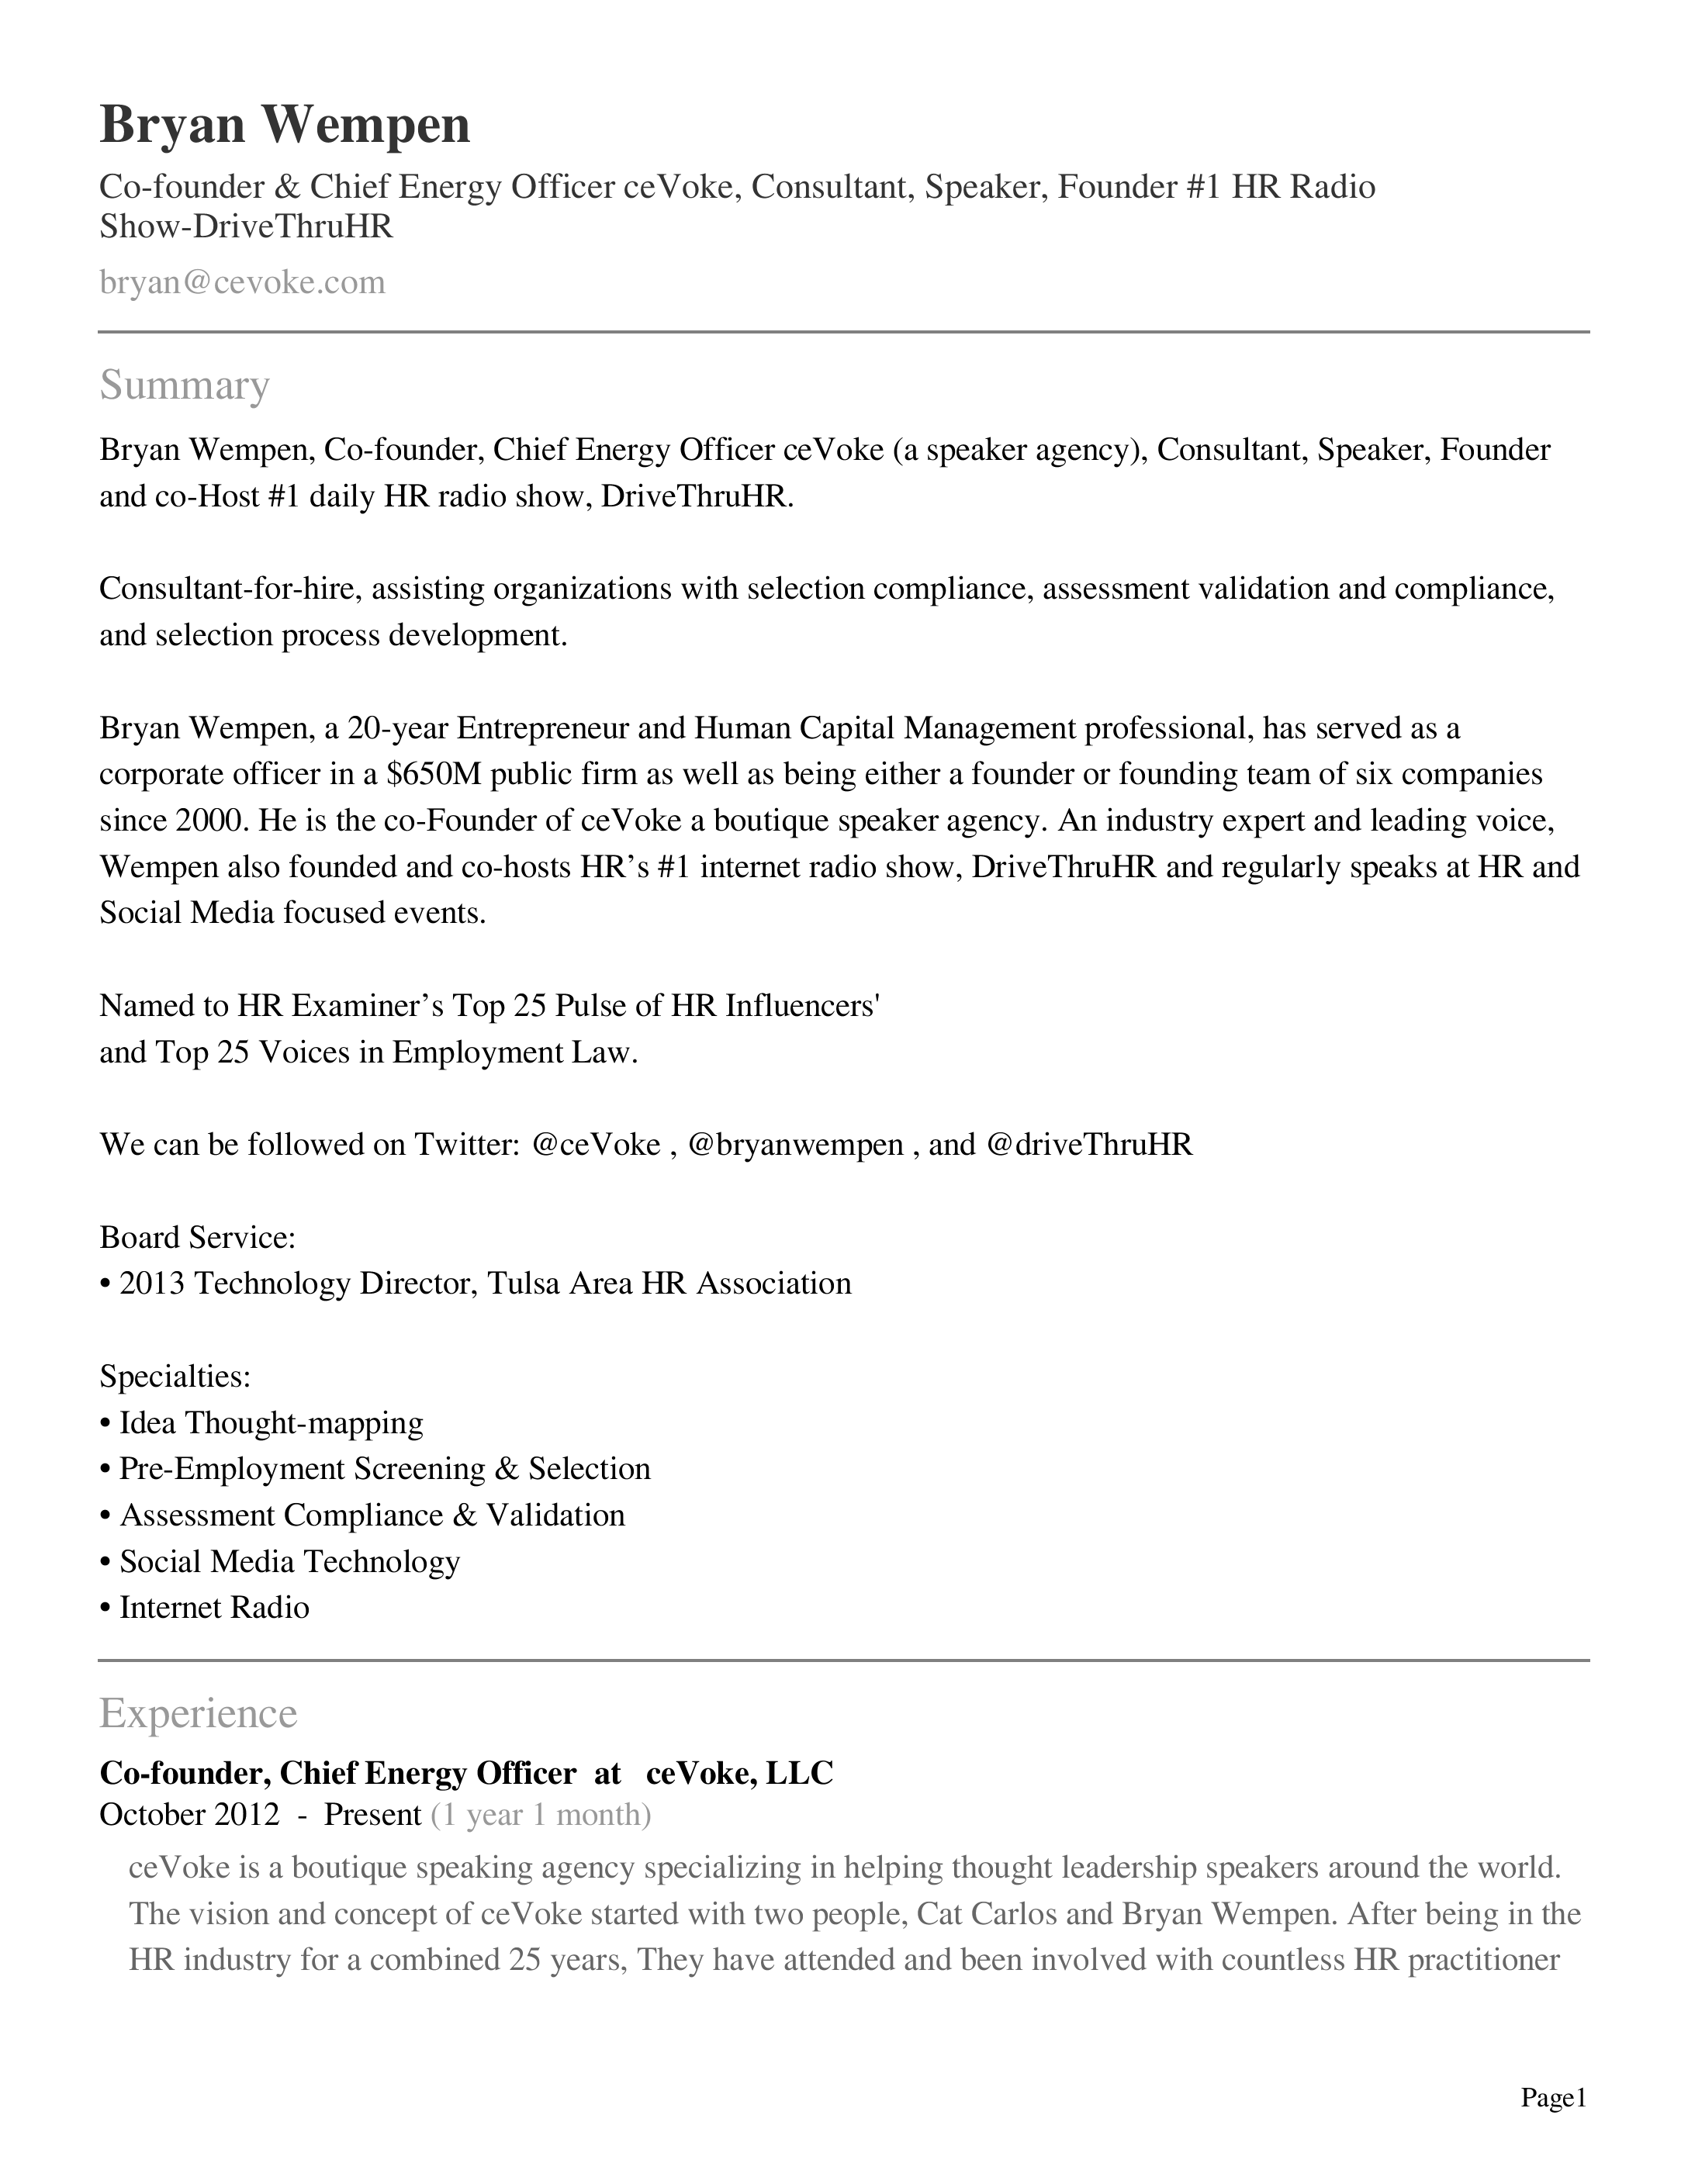 Bryan Wempen
Co-founder & Chief Energy Officer ceVoke, Consultant, Speaker, Founder #1 HR Radio
Show-DriveThruHR
bryan@cevoke.com
Summary
Bryan Wempen, Co-founder, Chief Energy Officer ceVoke (a speaker agency), Consultant, Speaker, Founder
and co-Host #1 daily HR radio show, DriveThruHR.
Consultant-for-hire, assisting organizations with selection compliance, assessment validation and compliance,
and selection process development.
Bryan Wempen, a 20-year Entrepreneur and Human Capital Management professional, has served as a
corporate officer in a $650M public firm as well as being either a founder or founding team of six companies
since 2000. He is the co-Founder of ceVoke a boutique speaker agency. An industry expert and leading voice,
Wempen also founded and co-hosts HR’s #1 internet radio show, DriveThruHR and regularly speaks at HR and
Social Media focused events.
Named to HR Examiner’s Top 25 Pulse of HR Influencers'
and Top 25 Voices in Employment Law.
We can be followed on Twitter: @ceVoke , @bryanwempen , and @driveThruHR
Board Service:
• 2013 Technology Director, Tulsa Area HR Association
Specialties:
• Idea Thought-mapping
• Pre-Employment Screening & Selection
• Assessment Compliance & Validation
• Social Media Technology
• Internet Radio
Experience
Co-founder, Chief Energy Officer at ceVoke, LLC
October 2012 - Present (1 year 1 month)
ceVoke is a boutique speaking agency specializing in helping thought leadership speakers around the world.
The vision and concept of ceVoke started with two people, Cat Carlos and Bryan Wempen. After being in the
HR industry for a combined 25 years, They have attended and been involved with countless HR practitioner
Page1